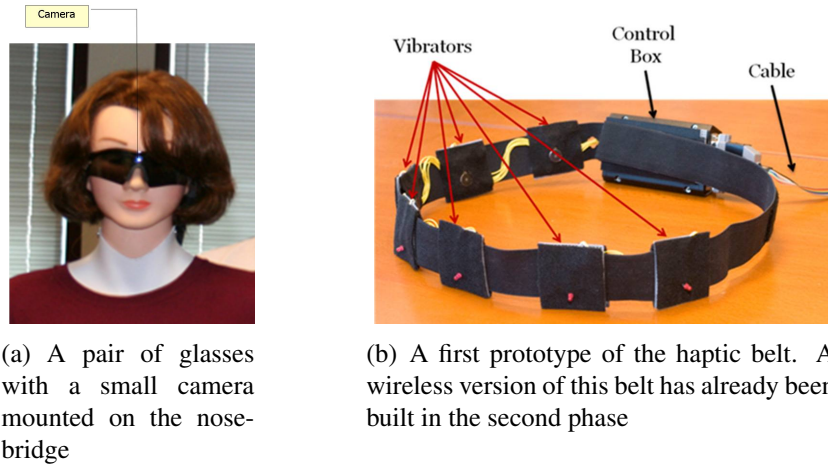 Camera
Vibrators
Control
Box
Cable
(a) A pair of glasses
with a small camera
mounted on the nose-
bridge
(b) A first prototype of the haptic belt. A
wireless version of this belt has already been
built in the second phase